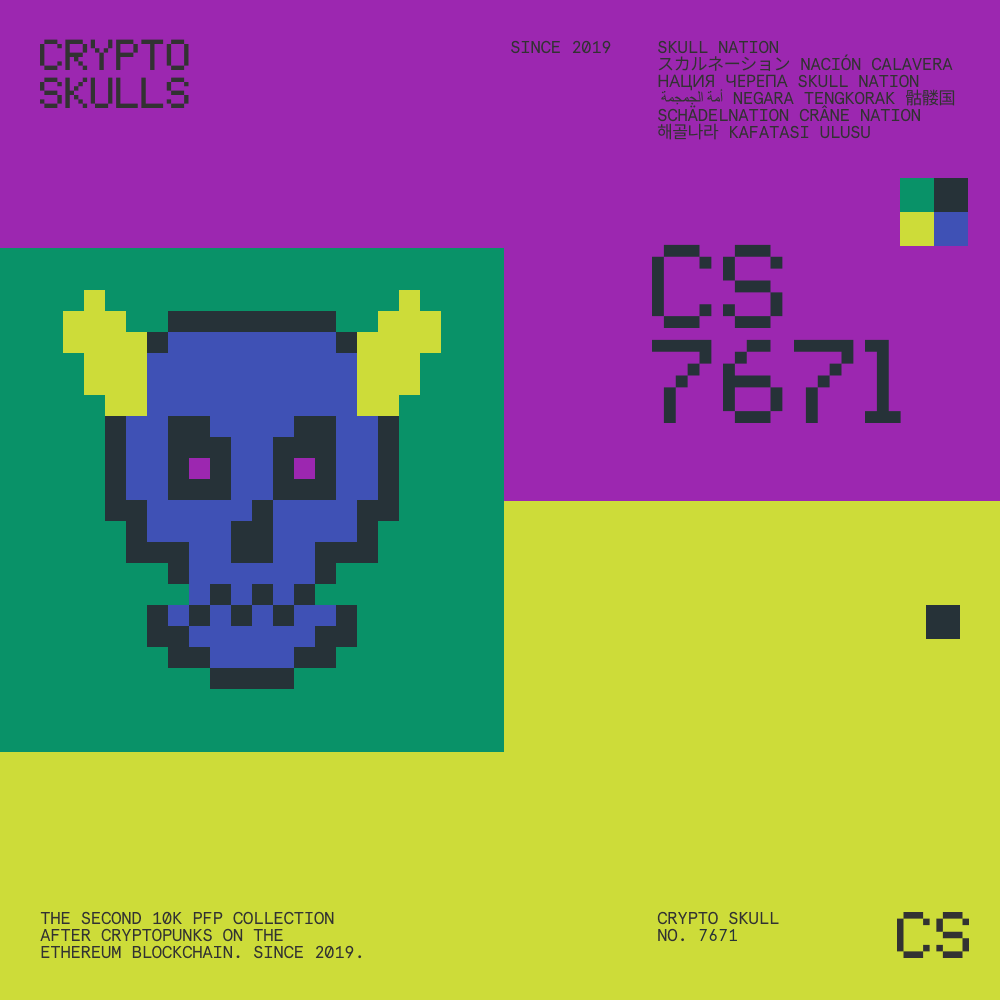 CRYPTO
SKULLS
SINCE 2019
SKULL NATION
スカルネーション NACIÓN CALAVERA
НАЦИЯ ЧЕРЕПА SKULL NATION
أمة الجمجمة NEGARA TENGKORAK 骷髅国
SCHÄDELNATION CRÂNE NATION
해골나라 KAFATASI ULUSU
CS
7671
THE SECOND 10K PFP COLLECTION
AFTER CRYPTOPUNKS ON THE
ETHEREUM BLOCKCHAIN. SINCE 2019.
CRYPTO SKULL
NO. 7671
CS